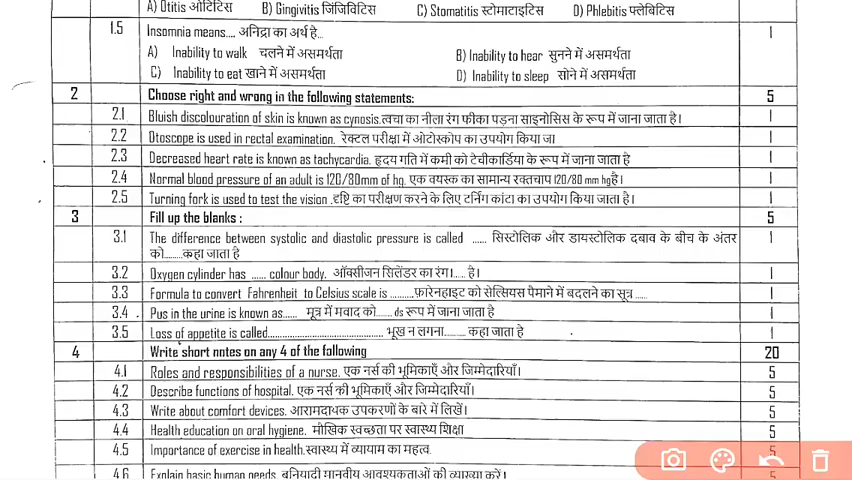 A) Otitis ओटिटिस B) Gingivitis जिंजिविटिस C) Stomatitis स्टोमाटाइटिस D) Phlebitis फ्लेबिटिस
1.5 Insomnia means.... अनिद्रा का अर्थ है... 1
A) Inability to walk चलने में असमर्थता B) Inability to hear सुनने में असमर्थता
C) Inability to eat खाने में असमर्थता D) Inability to sleep सोने में असमर्थता
2 Choose right and wrong in the following statements: 5
2.1 Bluish discolouration of skin is known as cynosis.त्वचा का नीला रंग फीका पड़ना साइनोसिस के रूप में जाना जाता है। 1
2.2 Otoscope is used in rectal examination. रेक्टल परीक्षा में ओटोस्कोप का उपयोग किया जा 1
2.3 Decreased heart rate is known as tachycardia. हृदय गति में कमी को टेचीकार्डिया के रूप में जाना जाता है 1
2.4 Normal blood pressure of an adult is 120/80mm of hg. एक वयस्क का सामान्य रक्तचाप 120/80 mm hgहै। 1
2.5 Turning fork is used to test the vision .दृष्टि का परीक्षण करने के लिए टर्निंग कांटा का उपयोग किया जाता है। 1
3 Fill up the blanks : 5
3.1 The difference between systolic and diastolic pressure is called ...... सिस्टोलिक और डायस्टोलिक दबाव के बीच के अंतर 1
को.........कहा जाता है
3.2 Oxygen cylinder has ...... colour body. ऑक्सीजन सिलेंडर का रंग।...... है। 1
3.3 Formula to convert Fahrenheit to Celsius scale is ..........फ़ारेनहाइट को सेल्सियस पैमाने में बदलने का सूत्र ...... 1
3.4 Pus in the urine is known as...... मूत्र में मवाद को...... ds रूप में जाना जाता है 1
3.5 Loss of appetite is called................................... भूख न लगना.......... कहा जाता है 1
4 Write short notes on any 4 of the following 20
4.1 Roles and responsibilities of a nurse. एक नर्स की भूमिकाएँ और जिम्मेदारियाँ। 5
4.2 Describe functions of hospital. एक नर्स की भूमिकाएँ और जिम्मेदारियाँ। 5
4.3 Write about comfort devices. आरामदायक उपकरणों के बारे में लिखें। 5
4.4 Health education on oral hygiene. मौखिक स्वच्छता पर स्वास्थ्य शिक्षा 5
4.5 Importance of exercise in health.स्वास्थ्य में व्यायाम का महत्व. 5
4.6 Explain basic human needs. बुनियादी मानवीय आवश्यकताओं की व्याख्या करें। 5